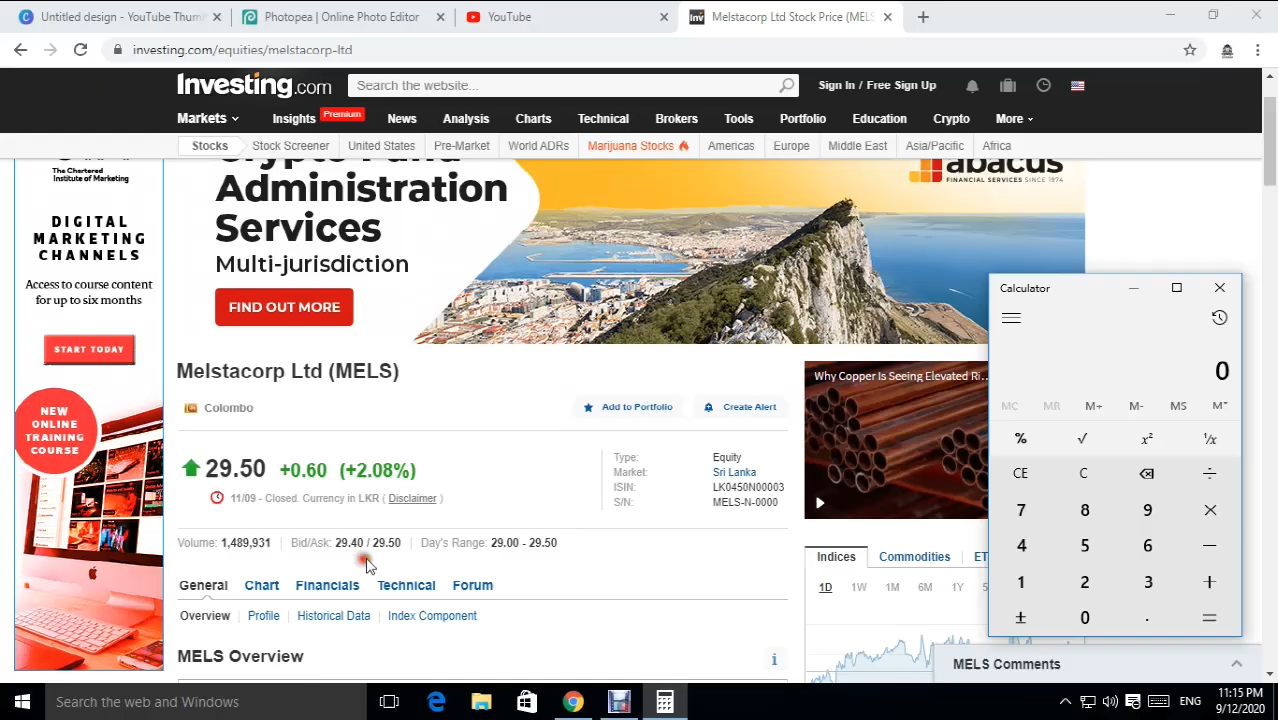 Untitled design - YouTube Thum
Photopea | Online Photo Editor
YouTube
Melstacorp Ltd Stock Price (MELS
investing.com/equities/melstacorp-ltd
Investing.com
Search the website...
Sign In / Free Sign Up
Markets
Insights
Premium
News
Analysis
Charts
Technical
Brokers
Tools
Portfolio
Education
Crypto
More
Stocks
Stock Screener
United States
Pre-Market
World ADRs
Marijuana Stocks
Americas
Europe
Middle East
Asia/Pacific
Africa
The Chartered
Institute of Marketing
DIGITAL
MARKETING
CHANNELS
Access to course content
for up to six months
START TODAY
NEW
ONLINE
TRAINING
COURSE
Crypto Fund
Administration
Services
Multi-jurisdiction
FIND OUT MORE
abacus
FINANCIAL SERVICES SINCE 1974
Melstacorp Ltd (MELS)
Colombo
Add to Portfolio
Create Alert
29.50 +0.60 (+2.08%)
11/09 - Closed. Currency in LKR ( Disclaimer )
Type: Equity
Market: Sri Lanka
ISIN: LK0450N00003
S/N: MELS-N-0000
Volume: 1,489,931
Bid/Ask: 29.40 / 29.50
Day's Range: 29.00 - 29.50
General
Chart
Financials
Technical
Forum
Overview
Profile
Historical Data
Index Component
MELS Overview
i
Why Copper Is Seeing Elevated Ri...
Indices
Commodities
ET
1D
1W
1M
6M
1Y
5
MELS Comments
Calculator
0
MC MR M+ M- MS M˅
% √ x² ¹/x
CE C ÷
7 8 9 ×
4 5 6 −
1 2 3 +
± 0 . =
Search the web and Windows
ENG
11:15 PM
9/12/2020